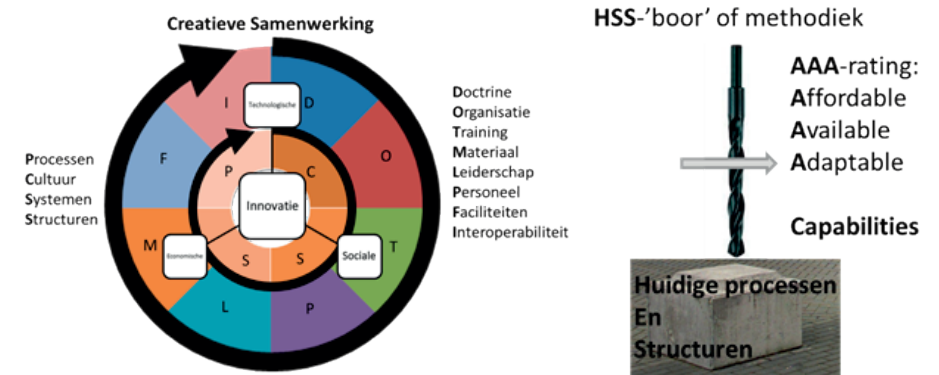 Creatieve Samenwerking
Processen
Cultuur
Systemen
Structuren
I
D
F
O
M
T
L
P
P
C
S
S
Technologische
Innovatie
Economische
Sociale
Doctrine
Organisatie
Training
Materiaal
Leiderschap
Personeel
Faciliteiten
Interoperabiliteit
HSS-’boor’ of methodiek
AAA-rating:
Affordable
Available
Adaptable
Capabilities
Huidige processen
En
Structuren